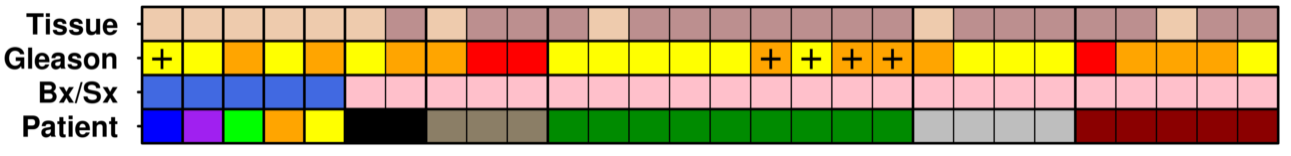 Tissue
Gleason + + + + +
Bx/Sx
Patient